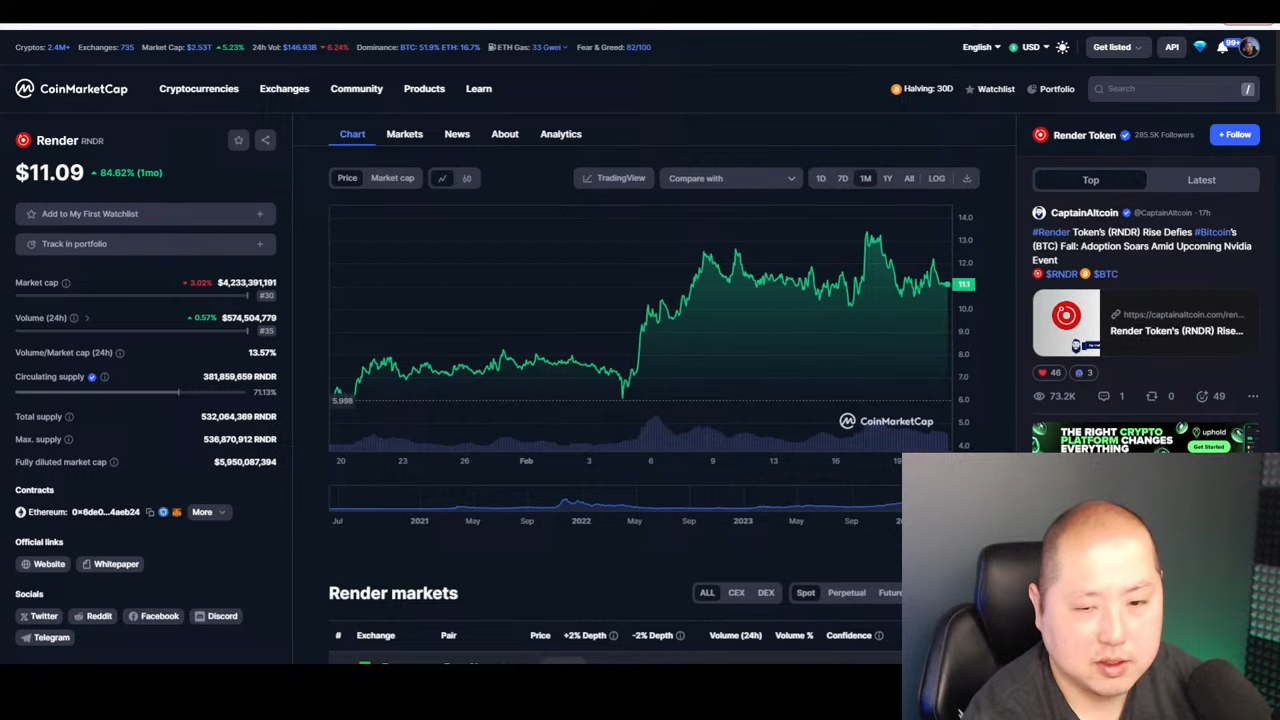 Cryptos: 2.4M+ Exchanges: 735 Market Cap: $2.53T 5.23% 24h Vol: $146.93B 6.24% Dominance: BTC: 51.9% ETH: 16.7% ETH Gas: 33 Gwei Fear & Greed: 82/100
English USD Get listed API 99+
CoinMarketCap Cryptocurrencies Exchanges Community Products Learn
Halving: 30D Watchlist Portfolio Search /
Render RNDR
$11.09 84.62% (1mo)
Add to My First Watchlist +
Track in portfolio +
Market cap 3.02% $4,233,391,191
#30
Volume (24h) 0.57% $574,504,779
#35
Volume/Market cap (24h) 13.57%
Circulating supply 381,859,659 RNDR
71.13%
Total supply 532,064,369 RNDR
Max. supply 536,870,912 RNDR
Fully diluted market cap $5,950,087,394
Contracts
Ethereum: 0x6de0...4aeb24 More
Official links
Website Whitepaper
Socials
Twitter Reddit Facebook Discord
Telegram
Chart Markets News About Analytics
Price Market cap TradingView Compare with 1D 7D 1M 1Y All LOG
14.0
13.0
12.0
11.1
10.0
9.0
8.0
7.0
6.0
5.0
4.0
5.998
CoinMarketCap
20 23 26 Feb 3 6 9 13 16 19
Jul 2021 May Sep 2022 May Sep 2023 May Sep
Render markets
ALL CEX DEX Spot Perpetual
# Exchange Pair Price +2% Depth -2% Depth Volume (24h) Volume % Confidence
Render Token 285.5K Followers + Follow
Top Latest
CaptainAltcoin @CaptainAltcoin · 17h
#Render Token's (RNDR) Rise Defies #Bitcoin's
(BTC) Fall: Adoption Soars Amid Upcoming Nvidia
Event
$RNDR $BTC
https://captainaltcoin.com/ren...
Render Token's (RNDR) Rise...
46 3
73.2K 1 0 49
THE RIGHT CRYPTO
PLATFORM CHANGES
EVERYTHING
uphold
Get Started